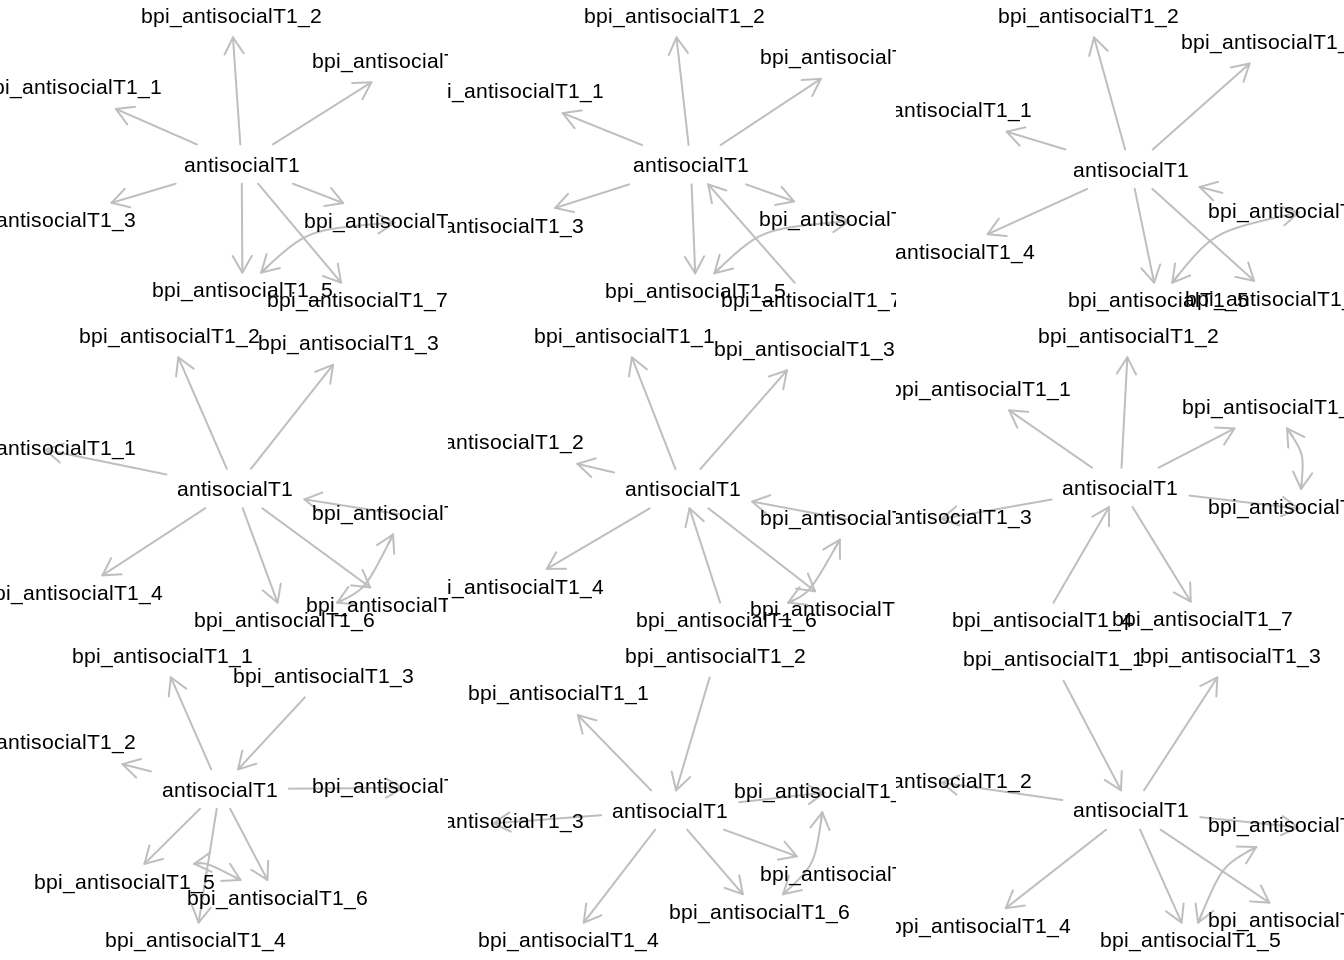 bpi_antisocialT1_2
bpi_antisocialT
pi_antisocialT1_1
antisocialT1
antisocialT1_3
bpi_antisocialT
bpi_antisocialT1_5
bpi_antisocialT1_7
bpi_antisocialT1_2
bpi_antisocialT
i_antisocialT1_1
antisocialT1
antisocialT1_3
bpi_antisocialT
bpi_antisocialT1_5
bpi_antisocialT1_7
bpi_antisocialT1_2
bpi_antisocialT1_
antisocialT1_1
antisocialT1
bpi_antisocialT
antisocialT1_4
bpi_antisocialT1_5
bpi_antisocialT1_
bpi_antisocialT1_2
bpi_antisocialT1_3
antisocialT1_1
antisocialT1
bpi_antisocialT
pi_antisocialT1_4
bpi_antisocialT
bpi_antisocialT1_6
bpi_antisocialT1_1
bpi_antisocialT1_3
antisocialT1_2
antisocialT1
bpi_antisocialT
i_antisocialT1_4
bpi_antisocialT
bpi_antisocialT1_6
bpi_antisocialT1_2
bpi_antisocialT1_1
bpi_antisocialT1_
antisocialT1
antisocialT1_3
bpi_antisocialT
bpi_antisocialT1_4
bpi_antisocialT1_7
bpi_antisocialT1_1
bpi_antisocialT1_3
antisocialT1_2
antisocialT1
bpi_antisocialT
bpi_antisocialT1_5
bpi_antisocialT1_6
bpi_antisocialT1_4
bpi_antisocialT1_2
bpi_antisocialT1_1
bpi_antisocialT1_
antisocialT1
antisocialT1_3
bpi_antisocialT
bpi_antisocialT1_6
bpi_antisocialT1_4
bpi_antisocialT1_1
bpi_antisocialT1_3
antisocialT1_2
antisocialT1
bpi_antisocialT
bpi_antisocialT1_4
bpi_antisocialT
bpi_antisocialT1_5